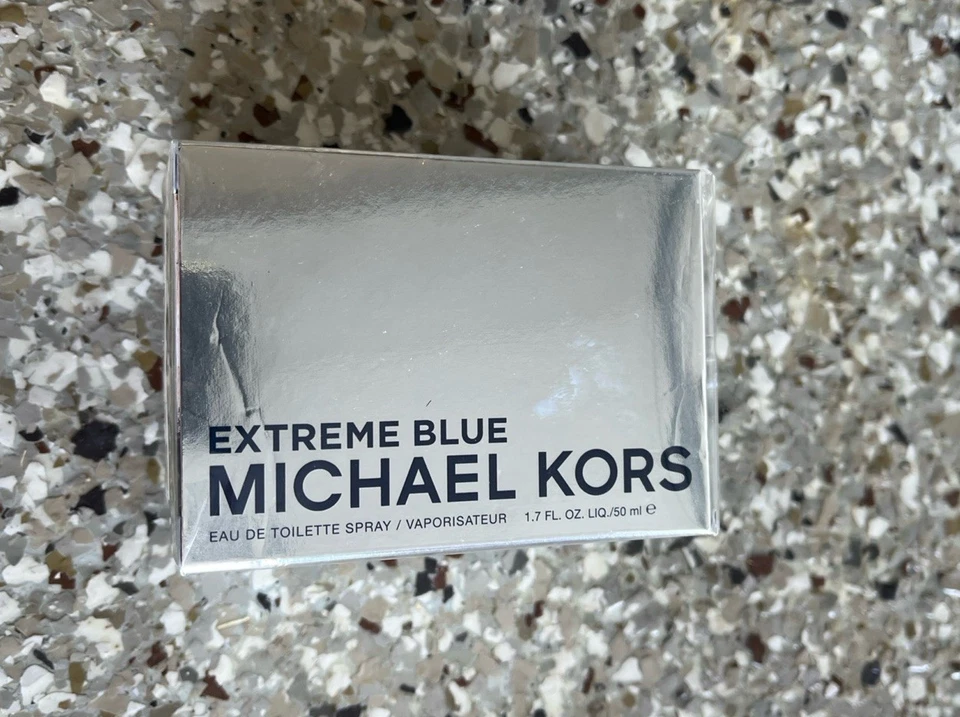 EXTREME BLUE
MICHAEL KORS
EAU DE TOILETTE SPRAY / VAPORISATEUR 1.7 FL. OZ. LIQ./50 ml ℮